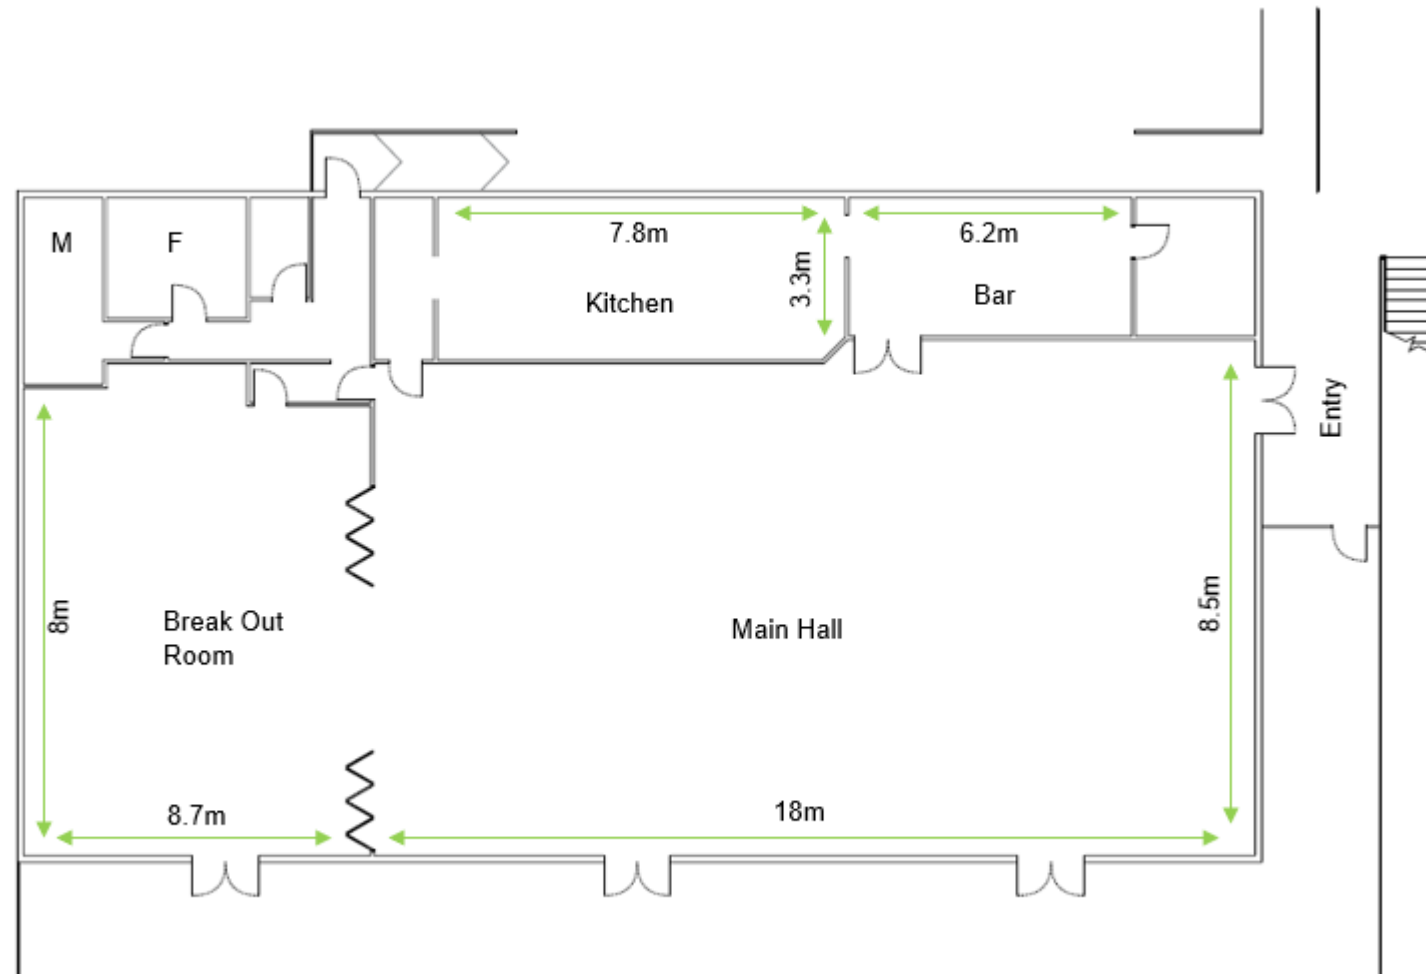 M
F
7.8m
6.2m
3.3m
Kitchen
Bar
Entry
8m
Break Out
Room
Main Hall
8.5m
8.7m
18m